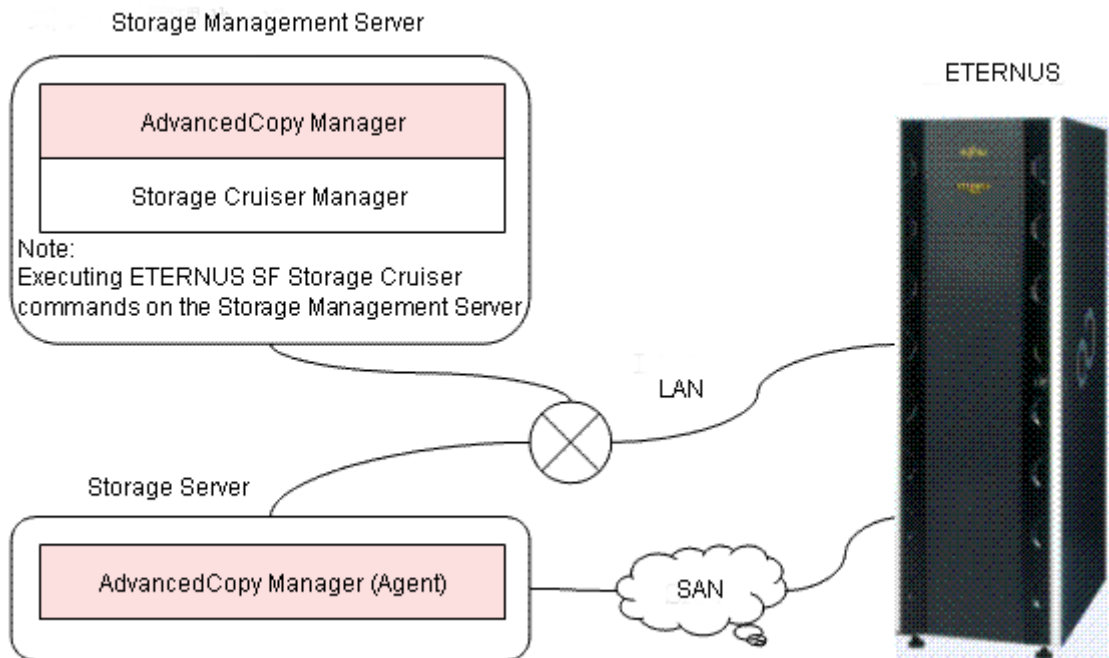 Storage Management Server
ETERNUS
AdvancedCopy Manager
Storage Cruiser Manager
Note:
Executing ETERNUS SF Storage Cruiser
commands on the Storage Management Server
LAN
Storage Server
AdvancedCopy Manager (Agent)
SAN